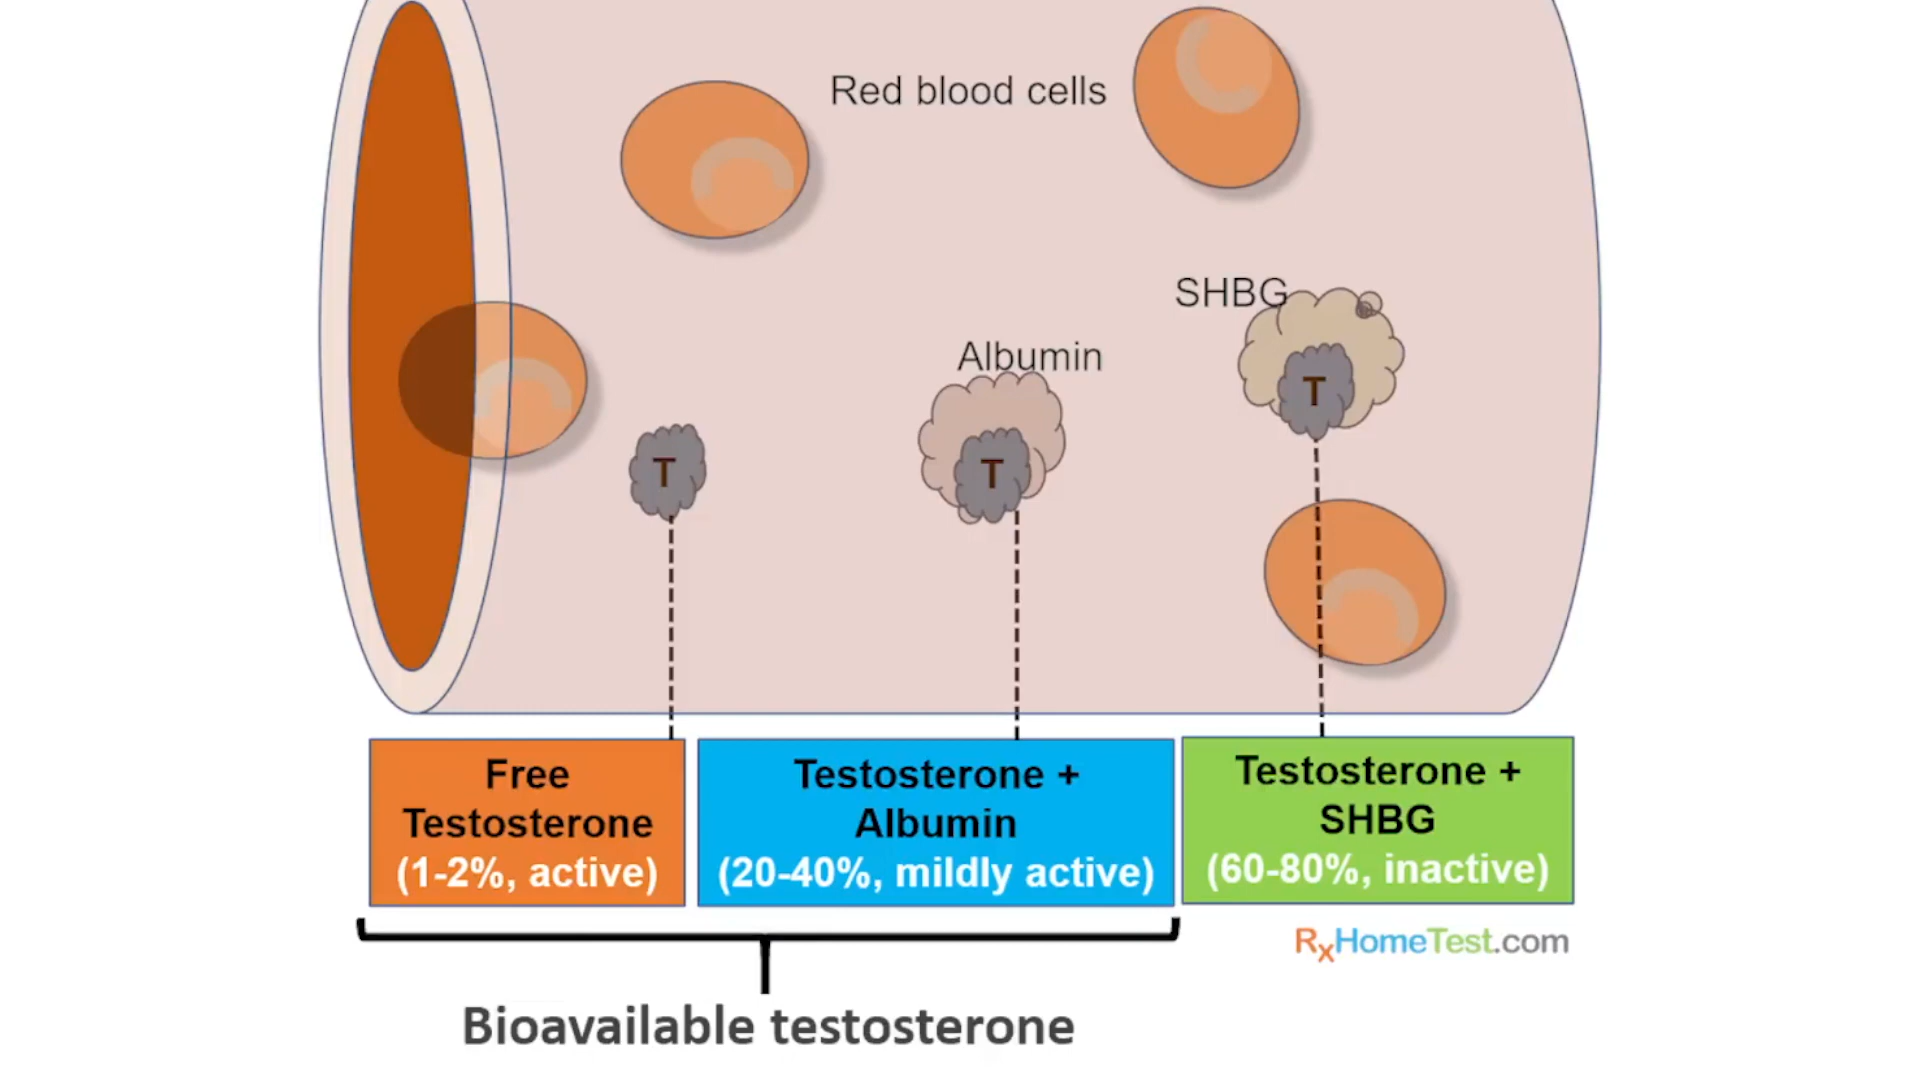 Red blood cells
SHBG
Albumin
T
T
T
Free
Testosterone
(1-2%, active)
Testosterone +
Albumin
(20-40%, mildly active)
Testosterone +
SHBG
(60-80%, inactive)
RxHomeTest.com
Bioavailable testosterone